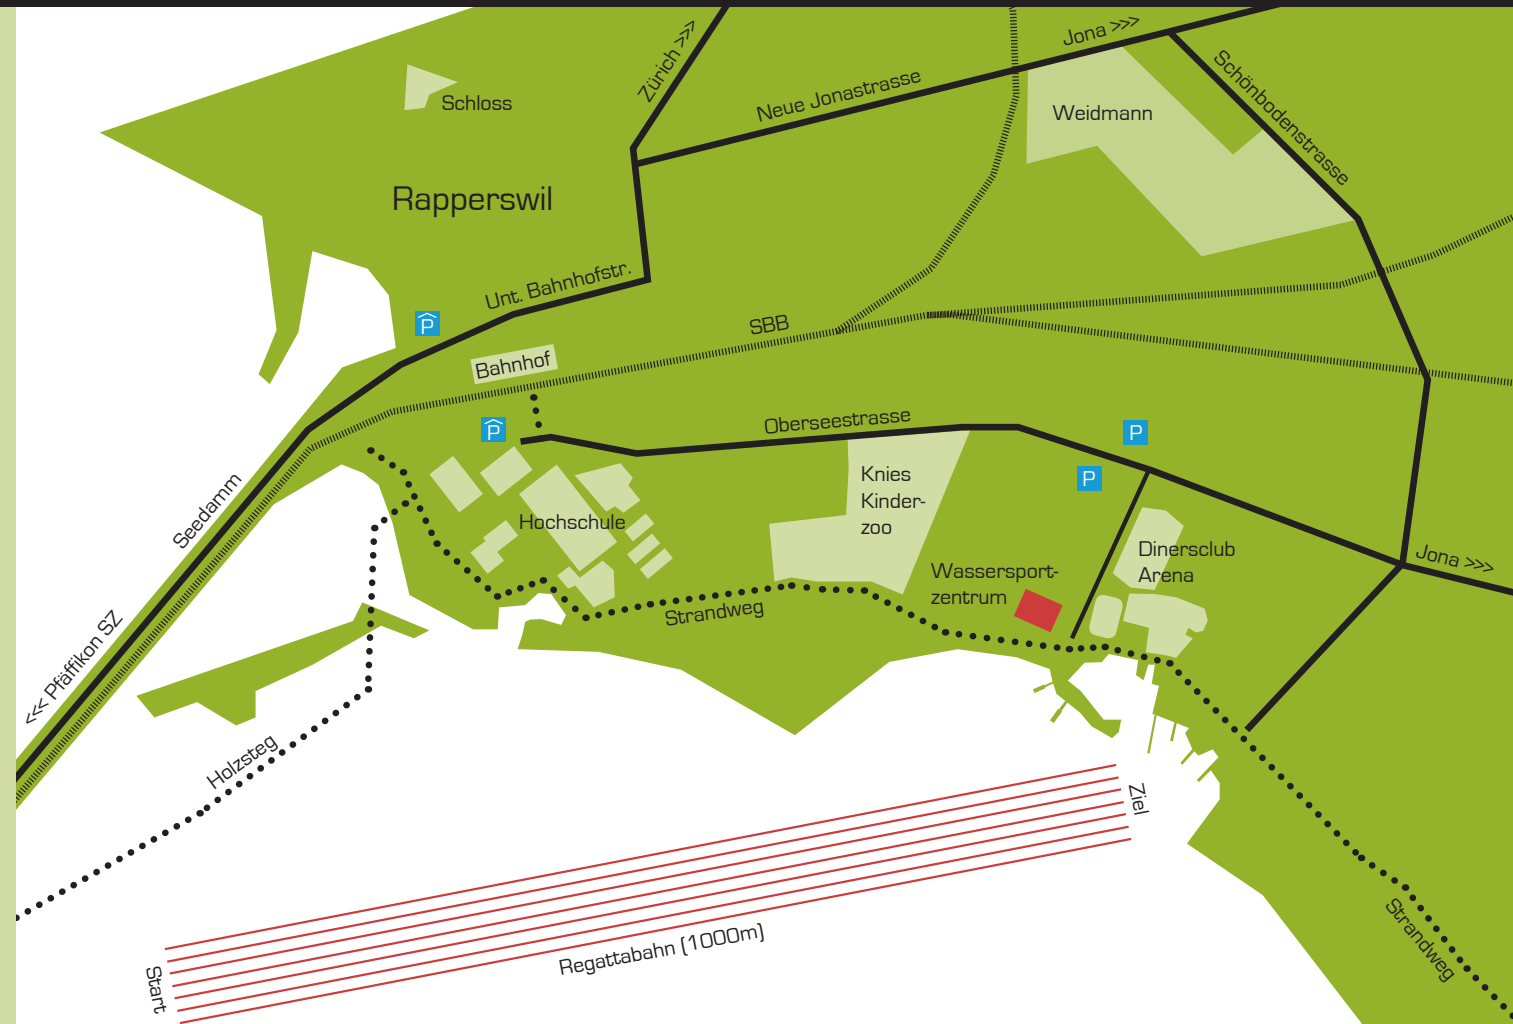 Zürich >>>
Jona >>>
Neue Jonastrasse
Schönbodenstrasse
Schloss
Weidmann
Rapperswil
Unt. Bahnhofstr.
P
SBB
Bahnhof
P
Oberseestrasse
P
P
Knies
Kinder-
zoo
Seedamm
Hochschule
Dinersclub
Arena
Jona >>>
Wassersport-
zentrum
Strandweg
<<< Pfäffikon SZ
Holzsteg
Ziel
Strandweg
Regattabahn (1000m)
Start